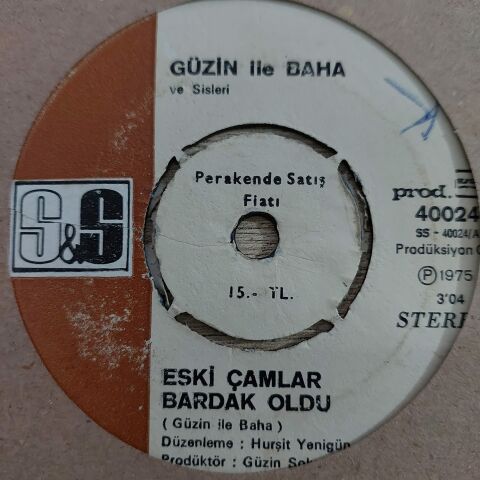 GÜZİN ile BAHA
ve Sisleri
Perakende Satış
Fiatı
15.- TL.
S&S
prod.
40024
SS - 40024/A
Prodüksiyon
℗ 1975
3'04
STERE
ESKİ ÇAMLAR
BARDAK OLDU
( Güzin ile Baha )
Düzenleme : Hurşit Yenigün
Prodüktör : Güzin